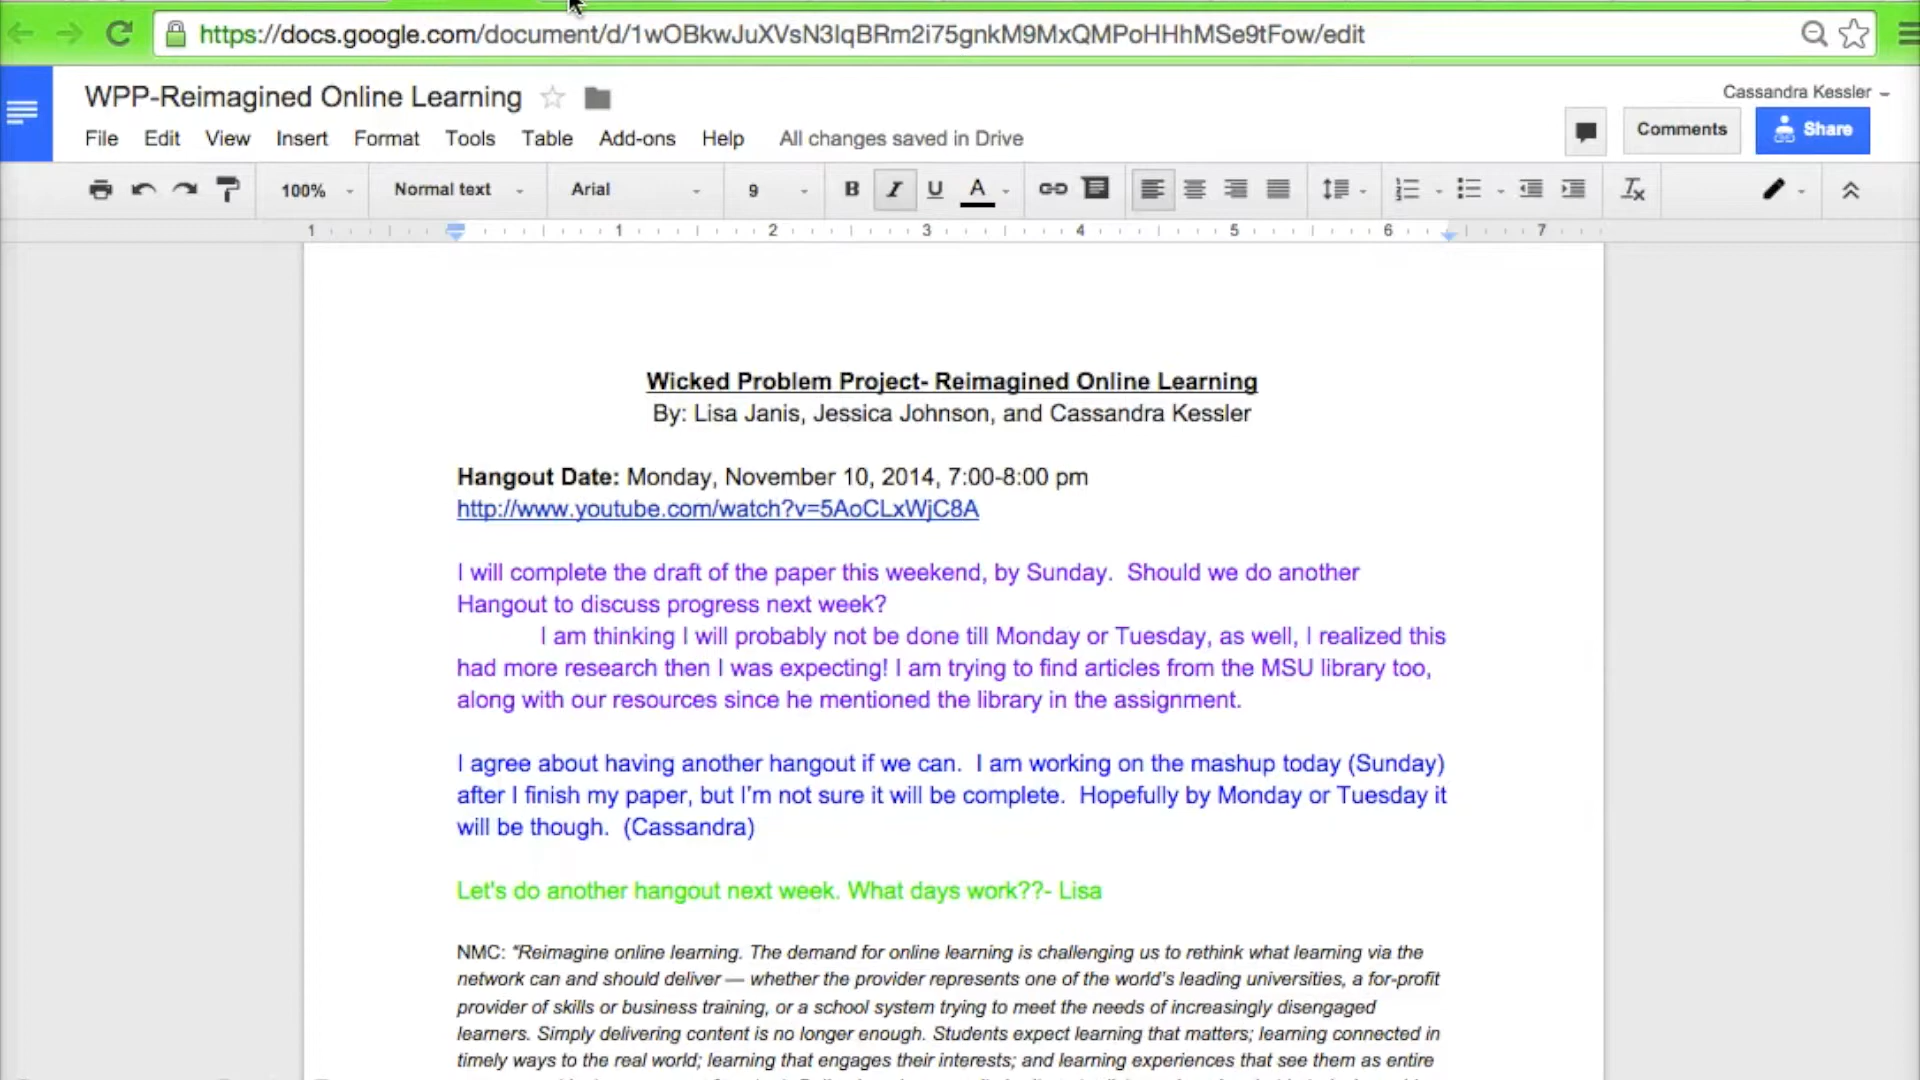 https://docs.google.com/document/d/1wOBkwJuXVsN3IqBRm2i75gnkM9MxQMPoHHhMSe9tFow/edit
WPP-Reimagined Online Learning
Cassandra Kessler
File Edit View Insert Format Tools Table Add-ons Help All changes saved in Drive
Comments Share
100% Normal text Arial 9 B I U A
1 1 2 3 4 5 6 7
Wicked Problem Project- Reimagined Online Learning
By: Lisa Janis, Jessica Johnson, and Cassandra Kessler
Hangout Date: Monday, November 10, 2014, 7:00-8:00 pm
http://www.youtube.com/watch?v=5AoCLxWjC8A
I will complete the draft of the paper this weekend, by Sunday. Should we do another
Hangout to discuss progress next week?
I am thinking I will probably not be done till Monday or Tuesday, as well, I realized this
had more research then I was expecting! I am trying to find articles from the MSU library too,
along with our resources since he mentioned the library in the assignment.
I agree about having another hangout if we can. I am working on the mashup today (Sunday)
after I finish my paper, but I'm not sure it will be complete. Hopefully by Monday or Tuesday it
will be though. (Cassandra)
Let's do another hangout next week. What days work??- Lisa
NMC: "Reimagine online learning. The demand for online learning is challenging us to rethink what learning via the
network can and should deliver — whether the provider represents one of the world's leading universities, a for-profit
provider of skills or business training, or a school system trying to meet the needs of increasingly disengaged
learners. Simply delivering content is no longer enough. Students expect learning that matters; learning connected in
timely ways to the real world; learning that engages their interests; and learning experiences that see them as entire